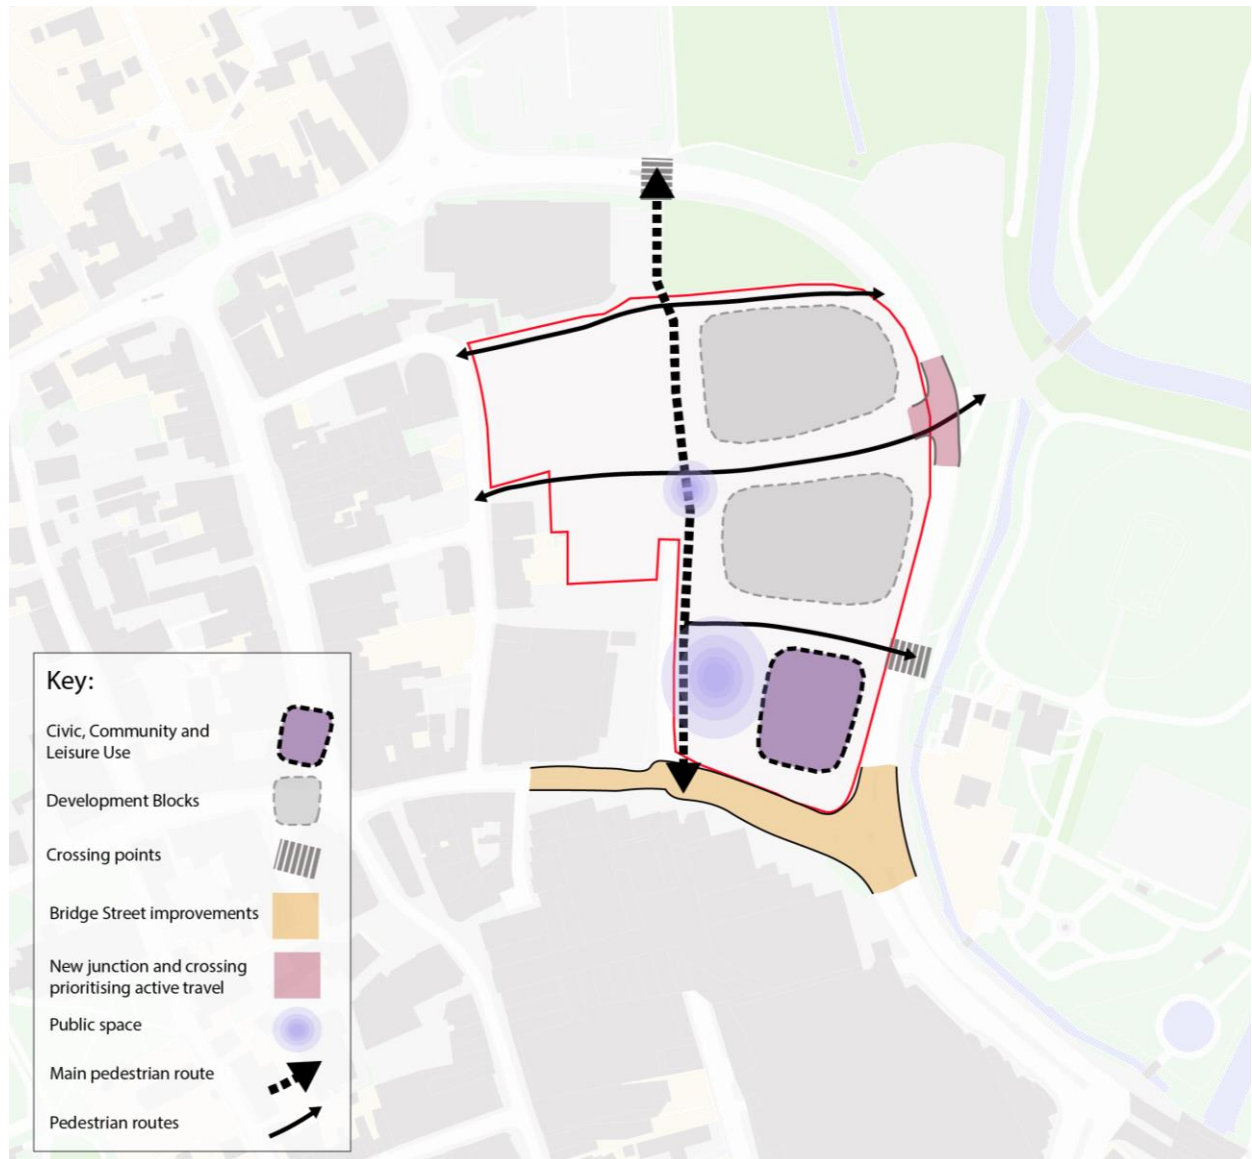 Key:
Civic, Community and
Leisure Use
Development Blocks
Crossing points
Bridge Street improvements
New junction and crossing
prioritising active travel
Public space
Main pedestrian route
Pedestrian routes